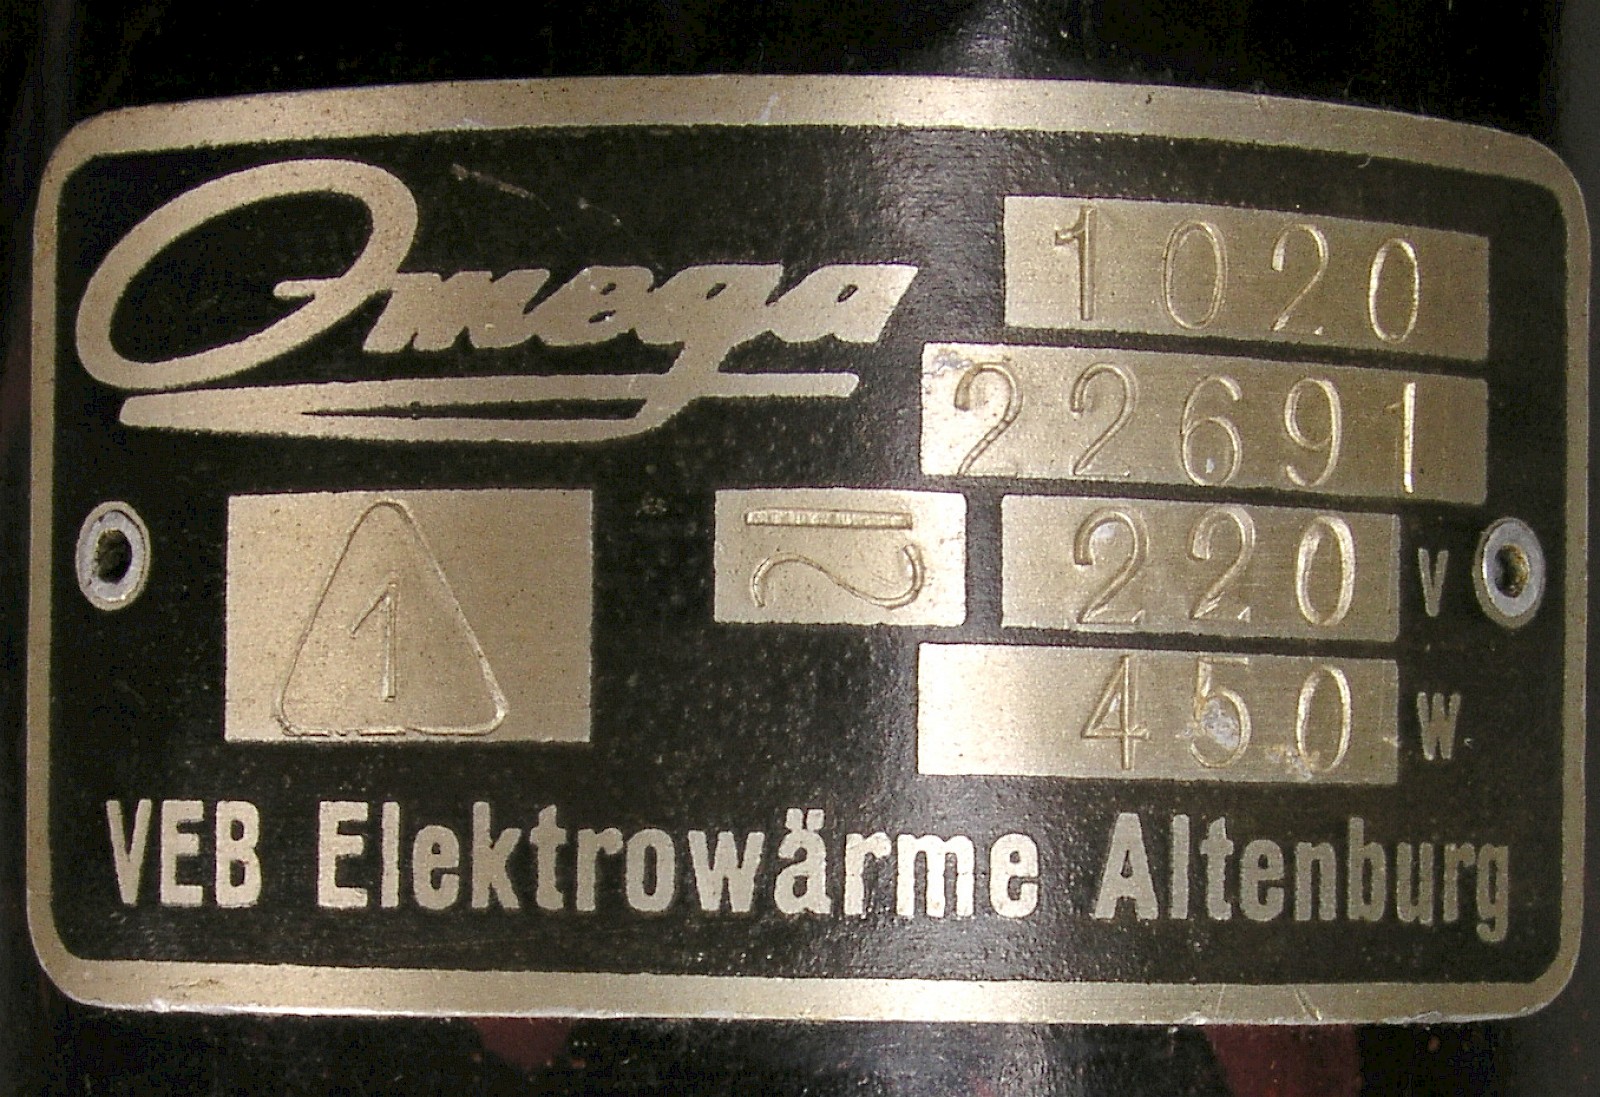 Omega
1020
22691
1
220 V
450 W
VEB Elektrowärme Altenburg